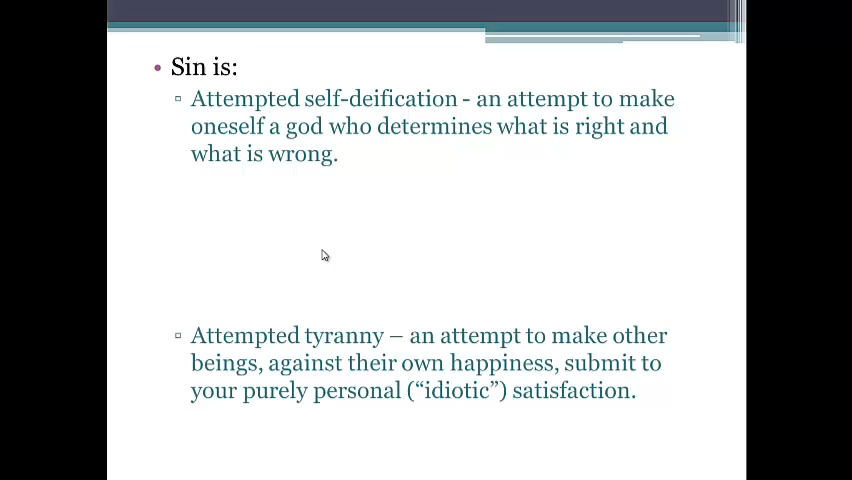 • Sin is:
▫ Attempted self-deification - an attempt to make
oneself a god who determines what is right and
what is wrong.
▫ Attempted tyranny – an attempt to make other
beings, against their own happiness, submit to
your purely personal (“idiotic”) satisfaction.